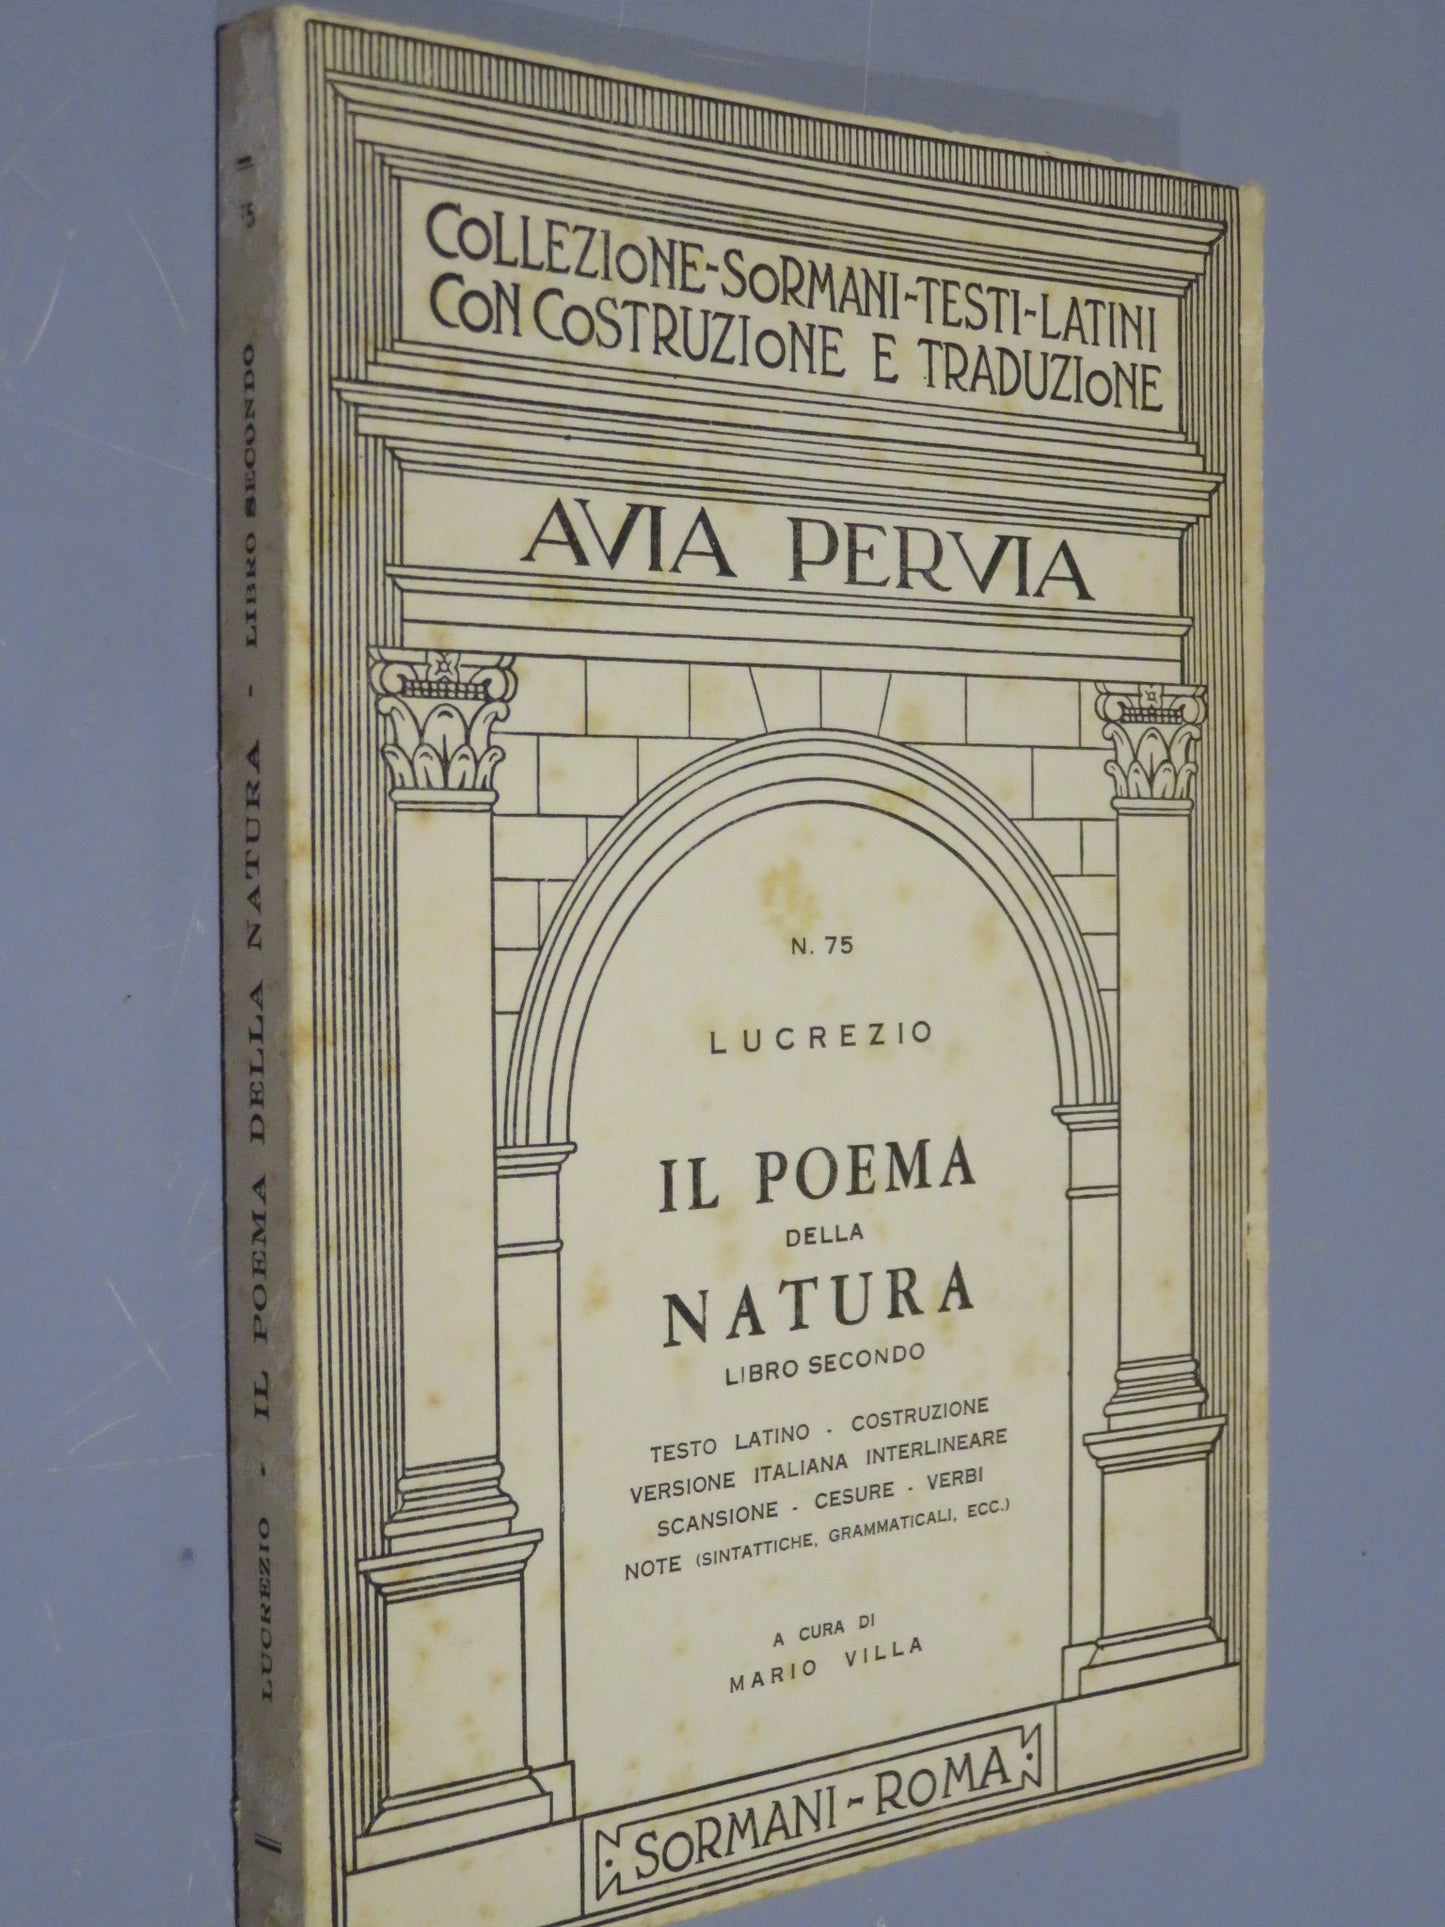 COLLEZIONE-SORMANI-TESTI-LATINI
CON COSTRUZIONE E TRADUZIONE
AVIA PERVIA
N. 75
LUCREZIO
IL POEMA
DELLA
NATURA
LIBRO SECONDO
TESTO LATINO - COSTRUZIONE
VERSIONE ITALIANA INTERLINEARE
SCANSIONE - CESURE - VERBI
NOTE (SINTATTICHE, GRAMMATICALI, ECC.)
A CURA DI
MARIO VILLA
SORMANI-ROMA
LUCREZIO - IL POEMA DELLA NATURA - LIBRO SECONDO